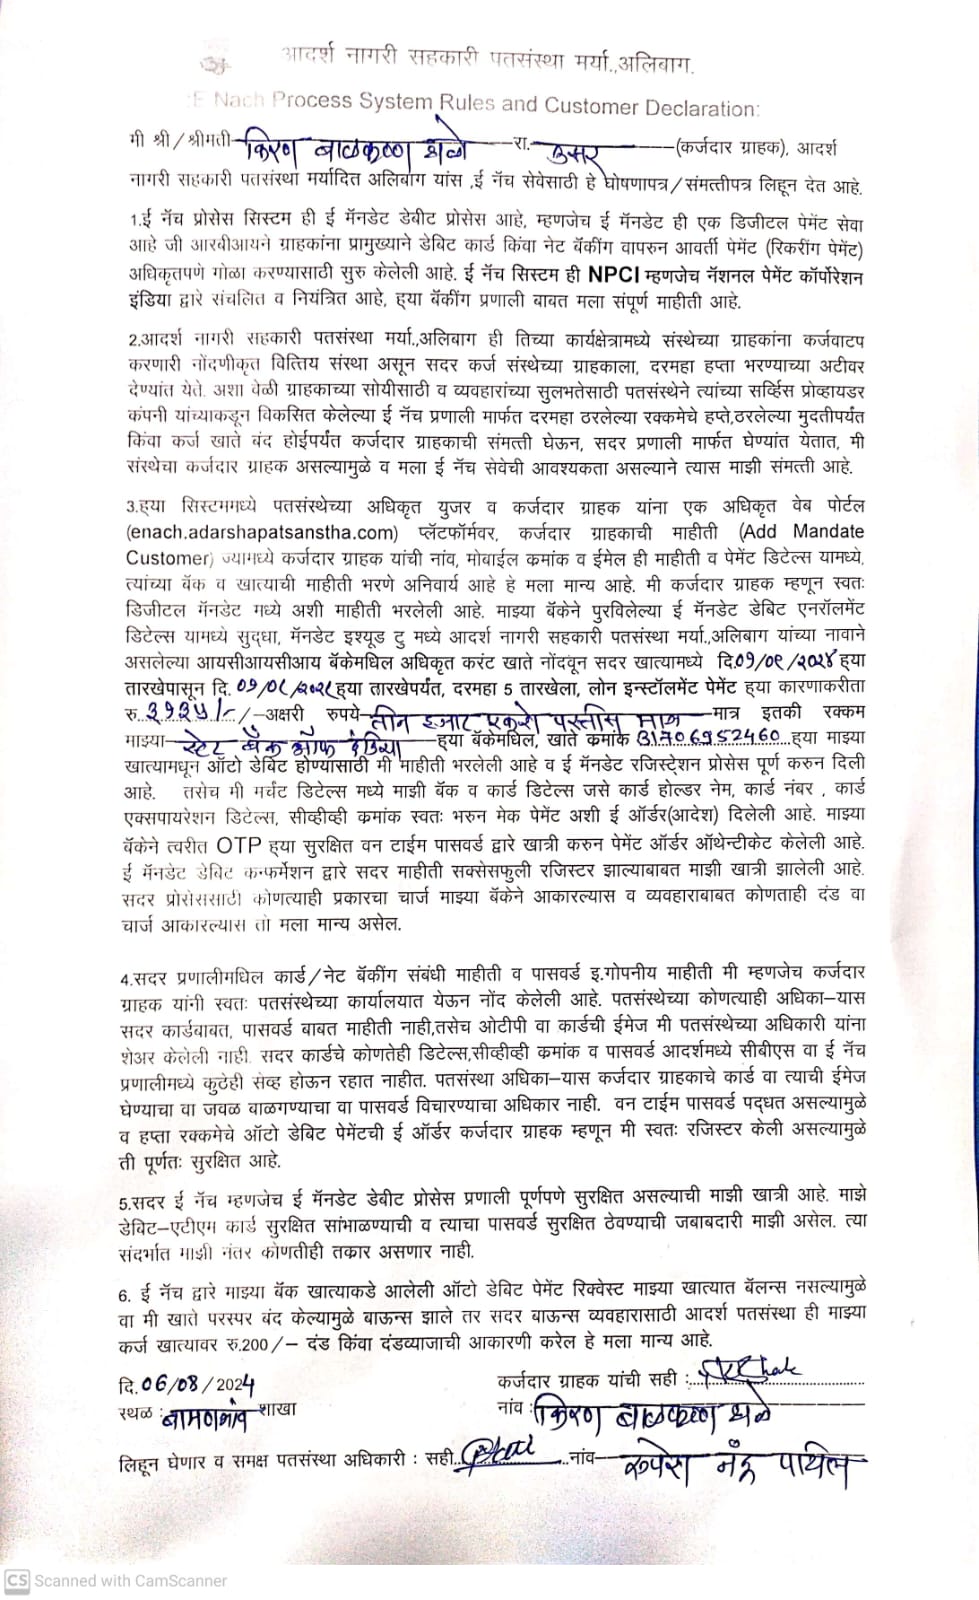 आदर्श नागरी सहकारी पतसंस्था मर्या.,अलिबाग.
:E Nach Process System Rules and Customer Declaration:
मी श्री/श्रीमती किरण बाळकृष्ण थळे रा. उसर (कर्जदार ग्राहक), आदर्श
नागरी सहकारी पतसंस्था मर्यादित अलिबाग यांस ,ई नॅच सेवेसाठी हे घोषणापत्र/संमत्तीपत्र लिहून देत आहे.
1.ई नॅच प्रोसेस सिस्टम ही ई मॅनडेट डेबीट प्रोसेस आहे, म्हणजेच ई मॅनडेट ही एक डिजीटल पेमेंट सेवा
आहे जी आरबीआयने ग्राहकांना प्रामुख्याने डेबिट कार्ड किंवा नेट बॅकींग वापरुन आवर्ती पेमेंट (रिकरींग पेमेंट)
अधिकृतपणे गोळा करण्यासाठी सुरु केलेली आहे. ई नॅच सिस्टम ही NPCI म्हणजेच नॅशनल पेमेंट कॉर्पोरेशन
इंडिया द्वारे संचलित व नियंत्रित आहे, हया बॅकींग प्रणाली बाबत मला संपूर्ण माहीती आहे.
2.आदर्श नागरी सहकारी पतसंस्था मर्या.,अलिबाग ही तिच्या कार्यक्षेत्रामध्ये संस्थेच्या ग्राहकांना कर्जवाटप
करणारी नोंदणीकृत वित्तिय संस्था असून सदर कर्ज संस्थेच्या ग्राहकाला, दरमहा हप्ता भरण्याच्या अटीवर
देण्यांत येते. अशा वेळी ग्राहकाच्या सोयीसाठी व व्यवहारांच्या सुलभतेसाठी पतसंस्थेने त्यांच्या सर्व्हिस प्रोव्हायडर
कंपनी यांच्याकडून विकसित केलेल्या ई नॅच प्रणाली मार्फत दरमहा ठरलेल्या रक्कमेचे हप्ते,ठरलेल्या मुदतीपर्यंत
किंवा कर्ज खाते बंद होईपर्यंत कर्जदार ग्राहकाची संमत्ती घेऊन, सदर प्रणाली मार्फत घेण्यांत येतात, मी
संस्थेचा कर्जदार ग्राहक असल्यामुळे व मला ई नॅच सेवेची आवश्यकता असल्याने त्यास माझी संमत्ती आहे.
3.हया सिस्टममध्ये पतसंस्थेच्या अधिकृत युजर व कर्जदार ग्राहक यांना एक अधिकृत वेब पोर्टल
(enach.adarshapatsanstha.com) प्लॅटफॉर्मवर, कर्जदार ग्राहकाची माहीती (Add Mandate
Customer) ज्यामध्ये कर्जदार ग्राहक यांची नांव, मोबाईल कमांक व ईमेल ही माहीती व पेमेंट डिटेल्स यामध्ये,
त्यांच्या बॅक व खात्याची माहीती भरणे अनिवार्य आहे हे मला मान्य आहे. मी कर्जदार ग्राहक म्हणून स्वतः
डिजीटल मॅनडेट मध्ये अशी माहीती भरलेली आहे. माझ्या बॅकेने पुरविलेल्या ई मॅनडेट डेबिट एनरॉलमेंट
डिटेल्स यामध्ये सुद्धा, मॅनडेट इश्यूड टु मध्ये आदर्श नागरी सहकारी पतसंस्था मर्या.,अलिबाग यांच्या नावाने
असलेल्या आयसीआयसीआय बॅकेमधिल अधिकृत करंट खाते नोंदवून सदर खात्यामध्ये दि.०१/०९/२०२४ हया
तारखेपासून दि. हया तारखेपर्यंत, दरमहा 5 तारखेला, लोन इन्स्टॉलमेंट पेमेंट हया कारणाकरीता
रु. ३१३५/- /-अक्षरी रुपये- तीन हजार एकशे पस्तीस मात्र मात्र इतकी रक्कम
माझ्या- स्टेट बँक ऑफ इंडिया हया बॅकेमधिल, खाते कमांक 31706952460 हया माझ्या
खात्यामधून ऑटो डेबिट होण्यासाठी मी माहीती भरलेली आहे व ई मॅनडेट रजिस्टे्शन प्रोसेस पूर्ण करुन दिली
आहे. तसेच मी मर्चंट डिटेल्स मध्ये माझी बॅक व कार्ड डिटेल्स जसे कार्ड होल्डर नेम, कार्ड नंबर , कार्ड
एक्सपायरेशन डिटेल्स, सीव्हीव्ही कमांक स्वतः भरुन मेक पेमेंट अशी ई ऑर्डर(आदेश) दिलेली आहे. माझ्या
बॅकेने त्वरीत OTP हया सुरक्षित वन टाईम पासवर्ड द्वारे खात्री करुन पेमेंट ऑर्डर ऑथेन्टीकेट केलेली आहे.
ई मॅनडेट डेबिट कन्फर्मेशन द्वारे सदर माहीती सक्सेसफुली रजिस्टर झाल्याबाबत माझी खात्री झालेली आहे.
सदर प्रोसेससाठी कोणत्याही प्रकारचा चार्ज माझ्या बॅकेने आकारल्यास व व्यवहाराबाबत कोणताही दंड वा
चार्ज आकारल्यास तो मला मान्य असेल.
4.सदर प्रणालीमधिल कार्ड/नेट बॅकींग संबंधी माहीती व पासवर्ड इ.गोपनीय माहीती मी म्हणजेच कर्जदार
ग्राहक यांनी स्वतः पतसंस्थेच्या कार्यालयात येऊन नोंद केलेली आहे. पतसंस्थेच्या कोणत्याही अधिका-यास
सदर कार्डबाबत, पासवर्ड बाबत माहीती नाही,तसेच ओटीपी वा कार्डची ईमेज मी पतसंस्थेच्या अधिकारी यांना
शेअर केलेली नाही. सदर कार्डचे कोणतेही डिटेल्स,सीव्हीव्ही कमांक व पासवर्ड आदर्शमध्ये सीबीएस वा ई नॅच
प्रणालीमध्ये कुठेही सेव्ह होऊन रहात नाहीत. पतसंस्था अधिका-यास कर्जदार ग्राहकाचे कार्ड वा त्याची ईमेज
घेण्याचा वा जवळ बाळगण्याचा वा पासवर्ड विचारण्याचा अधिकार नाही. वन टाईम पासवर्ड पद्धत असल्यामुळे
व हप्ता रक्कमेचे ऑटो डेबिट पेमेंटची ई ऑर्डर कर्जदार ग्राहक म्हणून मी स्वतः रजिस्टर केली असल्यामुळे
ती पूर्णतः सुरक्षित आहे.
5.सदर ई नॅच म्हणजेच ई मॅनडेट डेबीट प्रोसेस प्रणाली पूर्णपणे सुरक्षित असल्याची माझी खात्री आहे. माझे
डेबिट-एटीएम कार्ड सुरक्षित सांभाळण्याची व त्याचा पासवर्ड सुरक्षित ठेवण्याची जबाबदारी माझी असेल. त्या
संदर्भात माझी नंतर कोणतीही तकार असणार नाही.
6. ई नॅच द्वारे माझ्या बॅक खात्याकडे आलेली ऑटो डेबिट पेमेंट रिक्वेस्ट माझ्या खात्यात बॅलन्स नसल्यामुळे
वा मी खाते परस्पर बंद केल्यामुळे बाऊन्स झाले तर सदर बाऊन्स व्यवहारासाठी आदर्श पतसंस्था ही माझ्या
कर्ज खात्यावर रु.200/- दंड किंवा दंडव्याजाची आकारणी करेल हे मला मान्य आहे.
दि.06/08/2024 कर्जदार ग्राहक यांची सही :
स्थळ : बामणगांव शाखा नांव : किरण बाळकृष्ण थळे
लिहून घेणार व समक्ष पतसंस्था अधिकारी : सही नांव- रुपेश नंदू पाटिल
CS Scanned with CamScanner